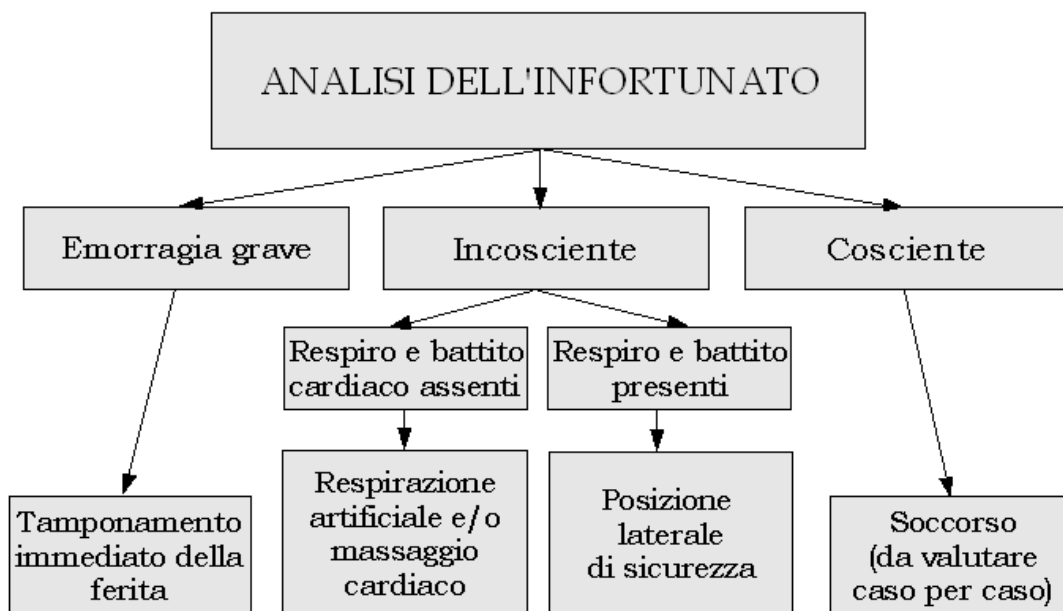 ANALISI DELL'INFORTUNATO
Emorragia grave
Incosciente
Cosciente
Respiro e battito
cardiaco assenti
Respiro e battito
presenti
Tamponamento
immediato della
ferita
Respirazione
artificiale e/o
massaggio
cardiaco
Posizione
laterale
di sicurezza
Soccorso
(da valutare
caso per caso)